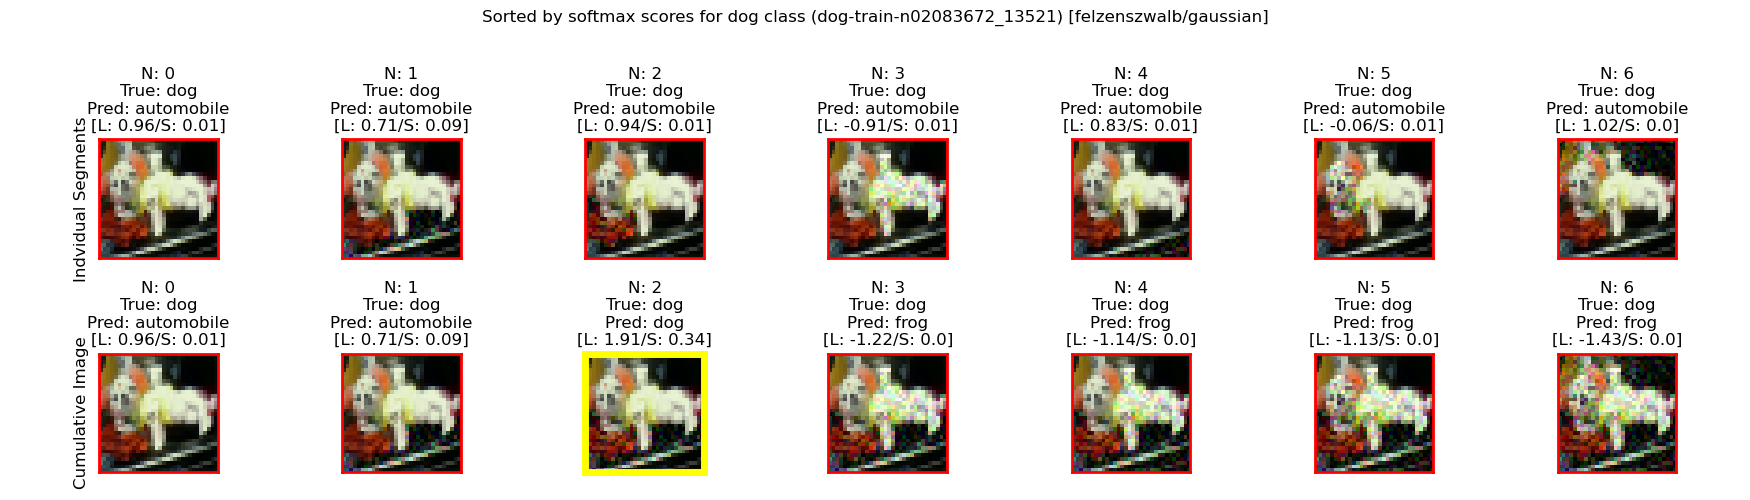 Sorted by softmax scores for dog class (dog-train-n02083672_13521) [felzenszwalb/gaussian]
Indvidual Segments
N: 0
True: dog
Pred: automobile
[L: 0.96/S: 0.01]
N: 1
True: dog
Pred: automobile
[L: 0.71/S: 0.09]
N: 2
True: dog
Pred: automobile
[L: 0.94/S: 0.01]
N: 3
True: dog
Pred: automobile
[L: -0.91/S: 0.01]
N: 4
True: dog
Pred: automobile
[L: 0.83/S: 0.01]
N: 5
True: dog
Pred: automobile
[L: -0.06/S: 0.01]
N: 6
True: dog
Pred: automobile
[L: 1.02/S: 0.0]
Cumulative Image
N: 0
True: dog
Pred: automobile
[L: 0.96/S: 0.01]
N: 1
True: dog
Pred: automobile
[L: 0.71/S: 0.09]
N: 2
True: dog
Pred: dog
[L: 1.91/S: 0.34]
N: 3
True: dog
Pred: frog
[L: -1.22/S: 0.0]
N: 4
True: dog
Pred: frog
[L: -1.14/S: 0.0]
N: 5
True: dog
Pred: frog
[L: -1.13/S: 0.0]
N: 6
True: dog
Pred: frog
[L: -1.43/S: 0.0]